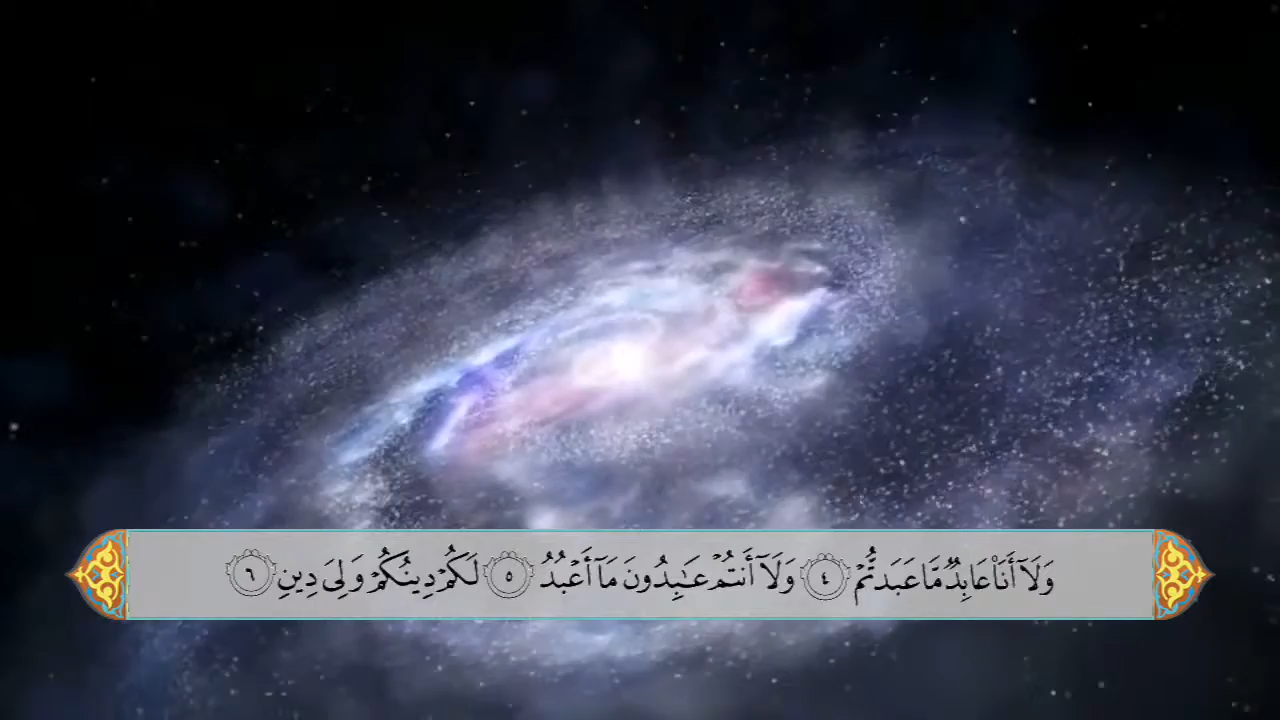 وَلَآ أَنَا۠ عَابِدٌ مَّا عَبَدتُّمْ ٤ وَلَآ أَنتُمْ عَـٰبِدُونَ مَآ أَعْبُدُ ٥ لَكُمْ دِينُكُمْ وَلِىَ دِينِ ٦